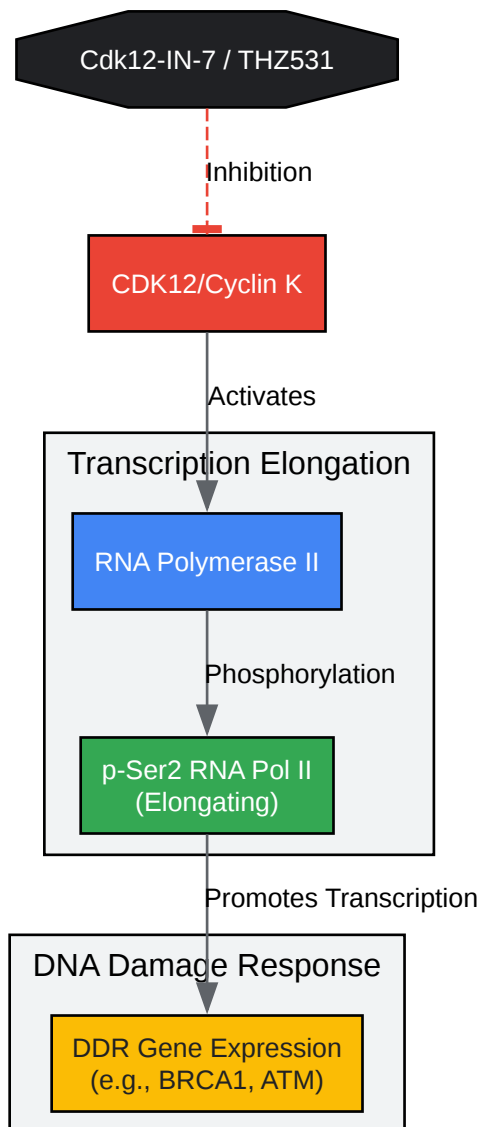 Cdk12-IN-7 / THZ531
Inhibition
CDK12/Cyclin K
Activates
Transcription Elongation
RNA Polymerase II
Phosphorylation
p-Ser2 RNA Pol II
(Elongating)
Promotes Transcription
DNA Damage Response
DDR Gene Expression
(e.g., BRCA1, ATM)